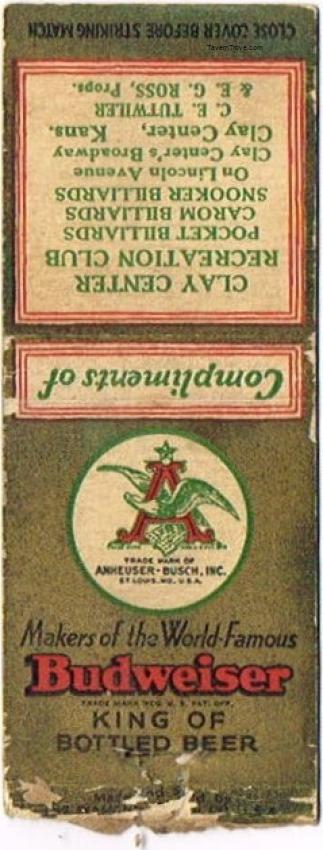 Compliments of
CLAY CENTER
RECREATION CLUB
POCKET BILLIARDS
CAROM BILLIARDS
SNOOKER BILLIARDS
On Lincoln Avenue
Clay Center's Broadway
Clay Center, Kans.
C. E. TUTWILER
& E. G. ROSS, Props.
CLOSE COVER BEFORE STRIKING MATCH
TavernTrove.com
A
TRADE MARK OF
ANHEUSER-BUSCH, INC.
ST LOUIS, MO., U.S.A.
Makers of the World-Famous
Budweiser
TRADE MARK REG. U. S. PAT. OFF.
KING OF
BOTTLED BEER